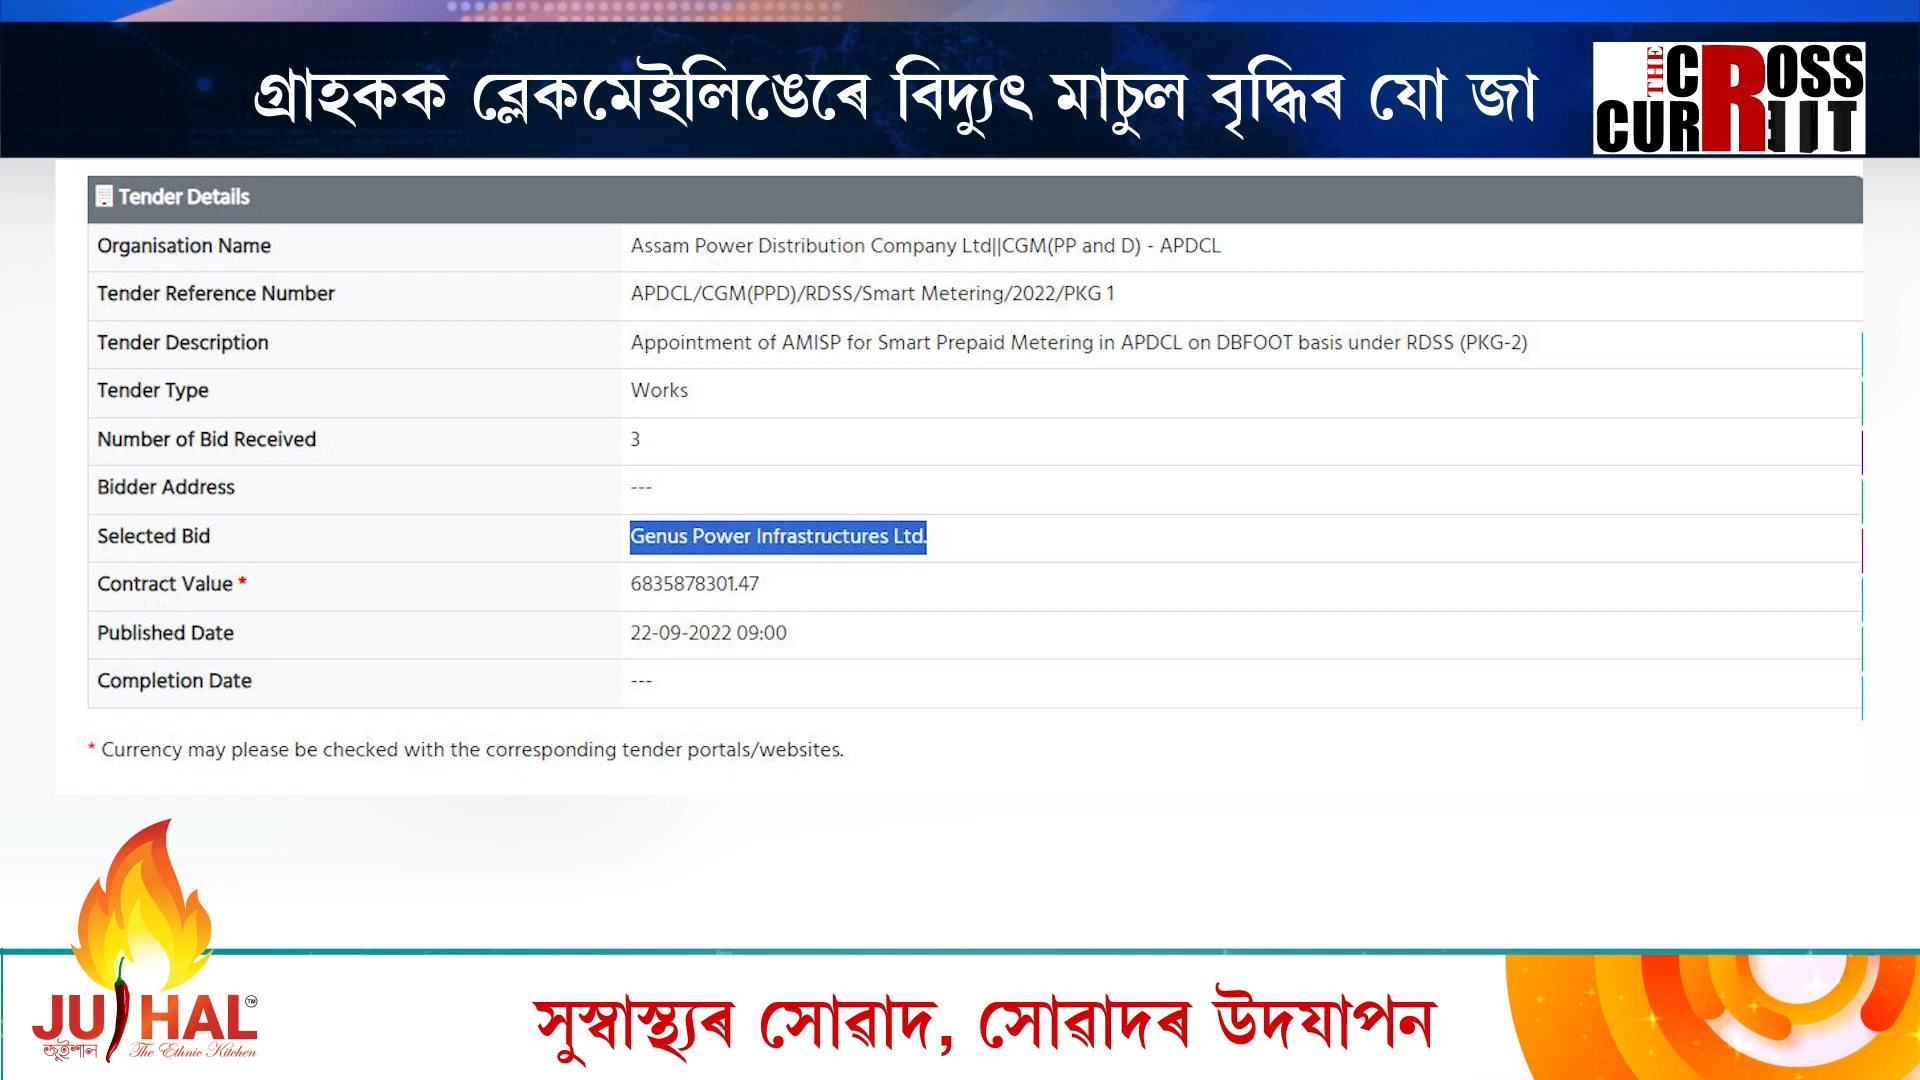 গ্ৰাহকক ব্লেকমেইলিঙেৰে বিদ্যুৎ মাচুল বৃদ্ধিৰ যো জা
THE CROSS
CURREIIT
Tender Details
Organisation Name Assam Power Distribution Company Ltd||CGM(PP and D) - APDCL
Tender Reference Number APDCL/CGM(PPD)/RDSS/Smart Metering/2022/PKG 1
Tender Description Appointment of AMISP for Smart Prepaid Metering in APDCL on DBFOOT basis under RDSS (PKG-2)
Tender Type Works
Number of Bid Received 3
Bidder Address ---
Selected Bid Genus Power Infrastructures Ltd.
Contract Value * 6835878301.47
Published Date 22-09-2022 09:00
Completion Date ---
* Currency may please be checked with the corresponding tender portals/websites.
JUIHAL™
জুইশাল The Ethnic Kitchen
সুস্বাস্থ্যৰ সোৱাদ, সোৱাদৰ উদযাপন